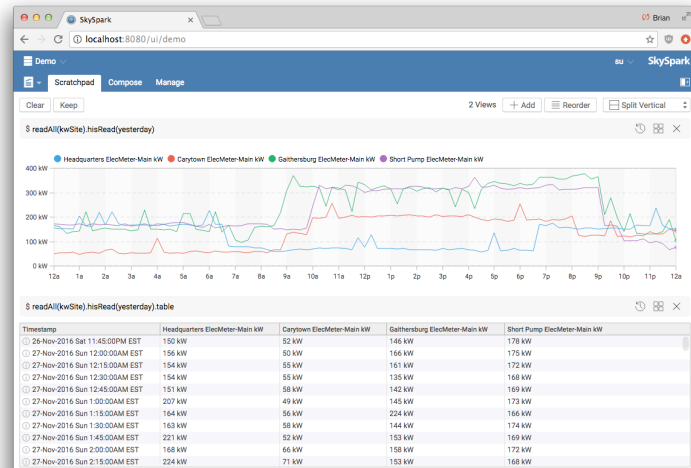 SkySpark
Brian
localhost:8080/ui/demo
Demo
su
SkySpark
Scratchpad Compose Manage
Clear Keep 2 Views + Add Reorder Split Vertical
$ readAll(kwSite).hisRead(yesterday)
Headquarters ElecMeter-Main kW Carytown ElecMeter-Main kW Gaithersburg ElecMeter-Main kW Short Pump ElecMeter-Main kW
400 kW
300 kW
200 kW
100 kW
0 kW
12a 1a 2a 3a 4a 5a 6a 7a 8a 9a 10a 11a 12p 1p 2p 3p 4p 5p 6p 7p 8p 9p 10p 11p 12a
$ readAll(kwSite).hisRead(yesterday).table
Timestamp Headquarters ElecMeter-Main kW Carytown ElecMeter-Main kW Gaithersburg ElecMeter-Main kW Short Pump ElecMeter-Main kW
26-Nov-2016 Sat 11:45:00PM EST 150 kW 52 kW 146 kW 178 kW
27-Nov-2016 Sun 12:00:00AM EST 156 kW 50 kW 166 kW 175 kW
27-Nov-2016 Sun 12:15:00AM EST 154 kW 55 kW 161 kW 172 kW
27-Nov-2016 Sun 12:30:00AM EST 154 kW 55 kW 135 kW 168 kW
27-Nov-2016 Sun 12:45:00AM EST 151 kW 58 kW 142 kW 169 kW
27-Nov-2016 Sun 1:00:00AM EST 207 kW 49 kW 145 kW 173 kW
27-Nov-2016 Sun 1:15:00AM EST 164 kW 56 kW 224 kW 166 kW
27-Nov-2016 Sun 1:30:00AM EST 163 kW 58 kW 144 kW 174 kW
27-Nov-2016 Sun 1:45:00AM EST 221 kW 52 kW 153 kW 169 kW
27-Nov-2016 Sun 2:00:00AM EST 168 kW 66 kW 158 kW 172 kW
27-Nov-2016 Sun 2:15:00AM EST 224 kW 71 kW 153 kW 168 kW